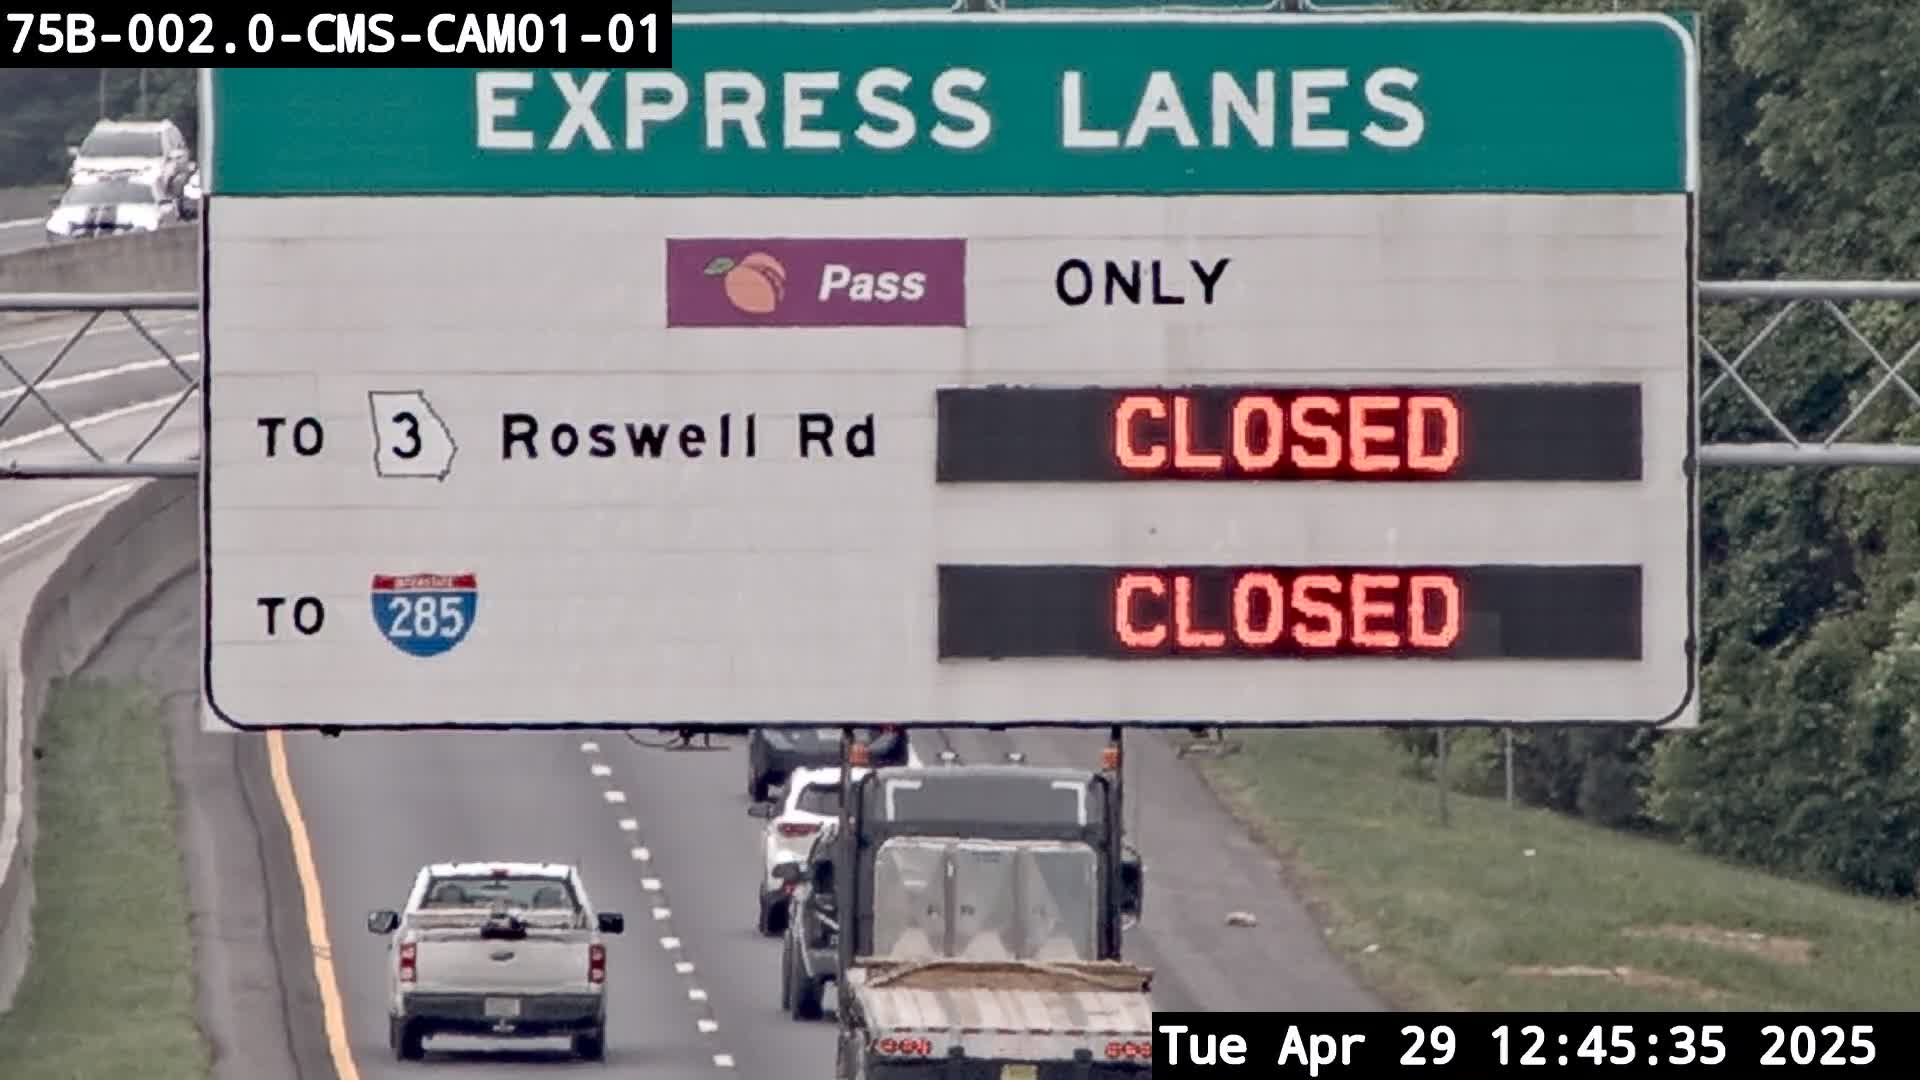 75B-002.0-CMS-CAM01-01
EXPRESS LANES
Pass ONLY
TO 3 Roswell Rd CLOSED
INTERSTATE
TO 285 CLOSED
Tue Apr 29 12:45:35 2025